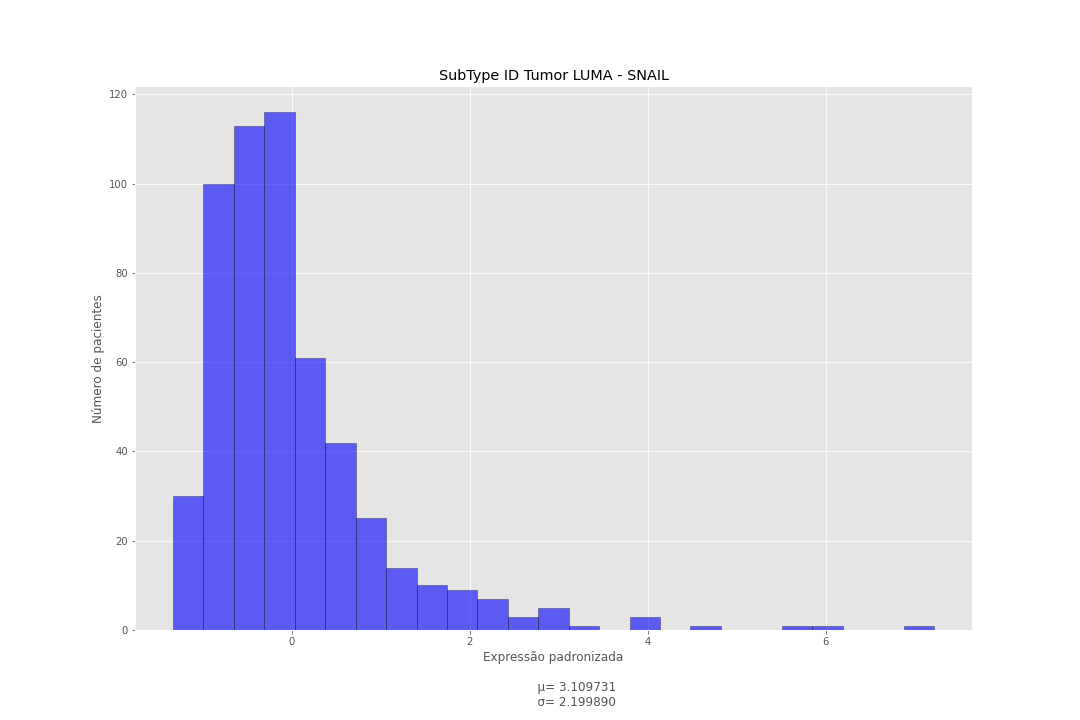 SubType ID Tumor LUMA - SNAIL
120
100
80
60
40
20
0
Número de pacientes
0 2 4 6
Expressão padronizada
μ= 3.109731
σ= 2.199890